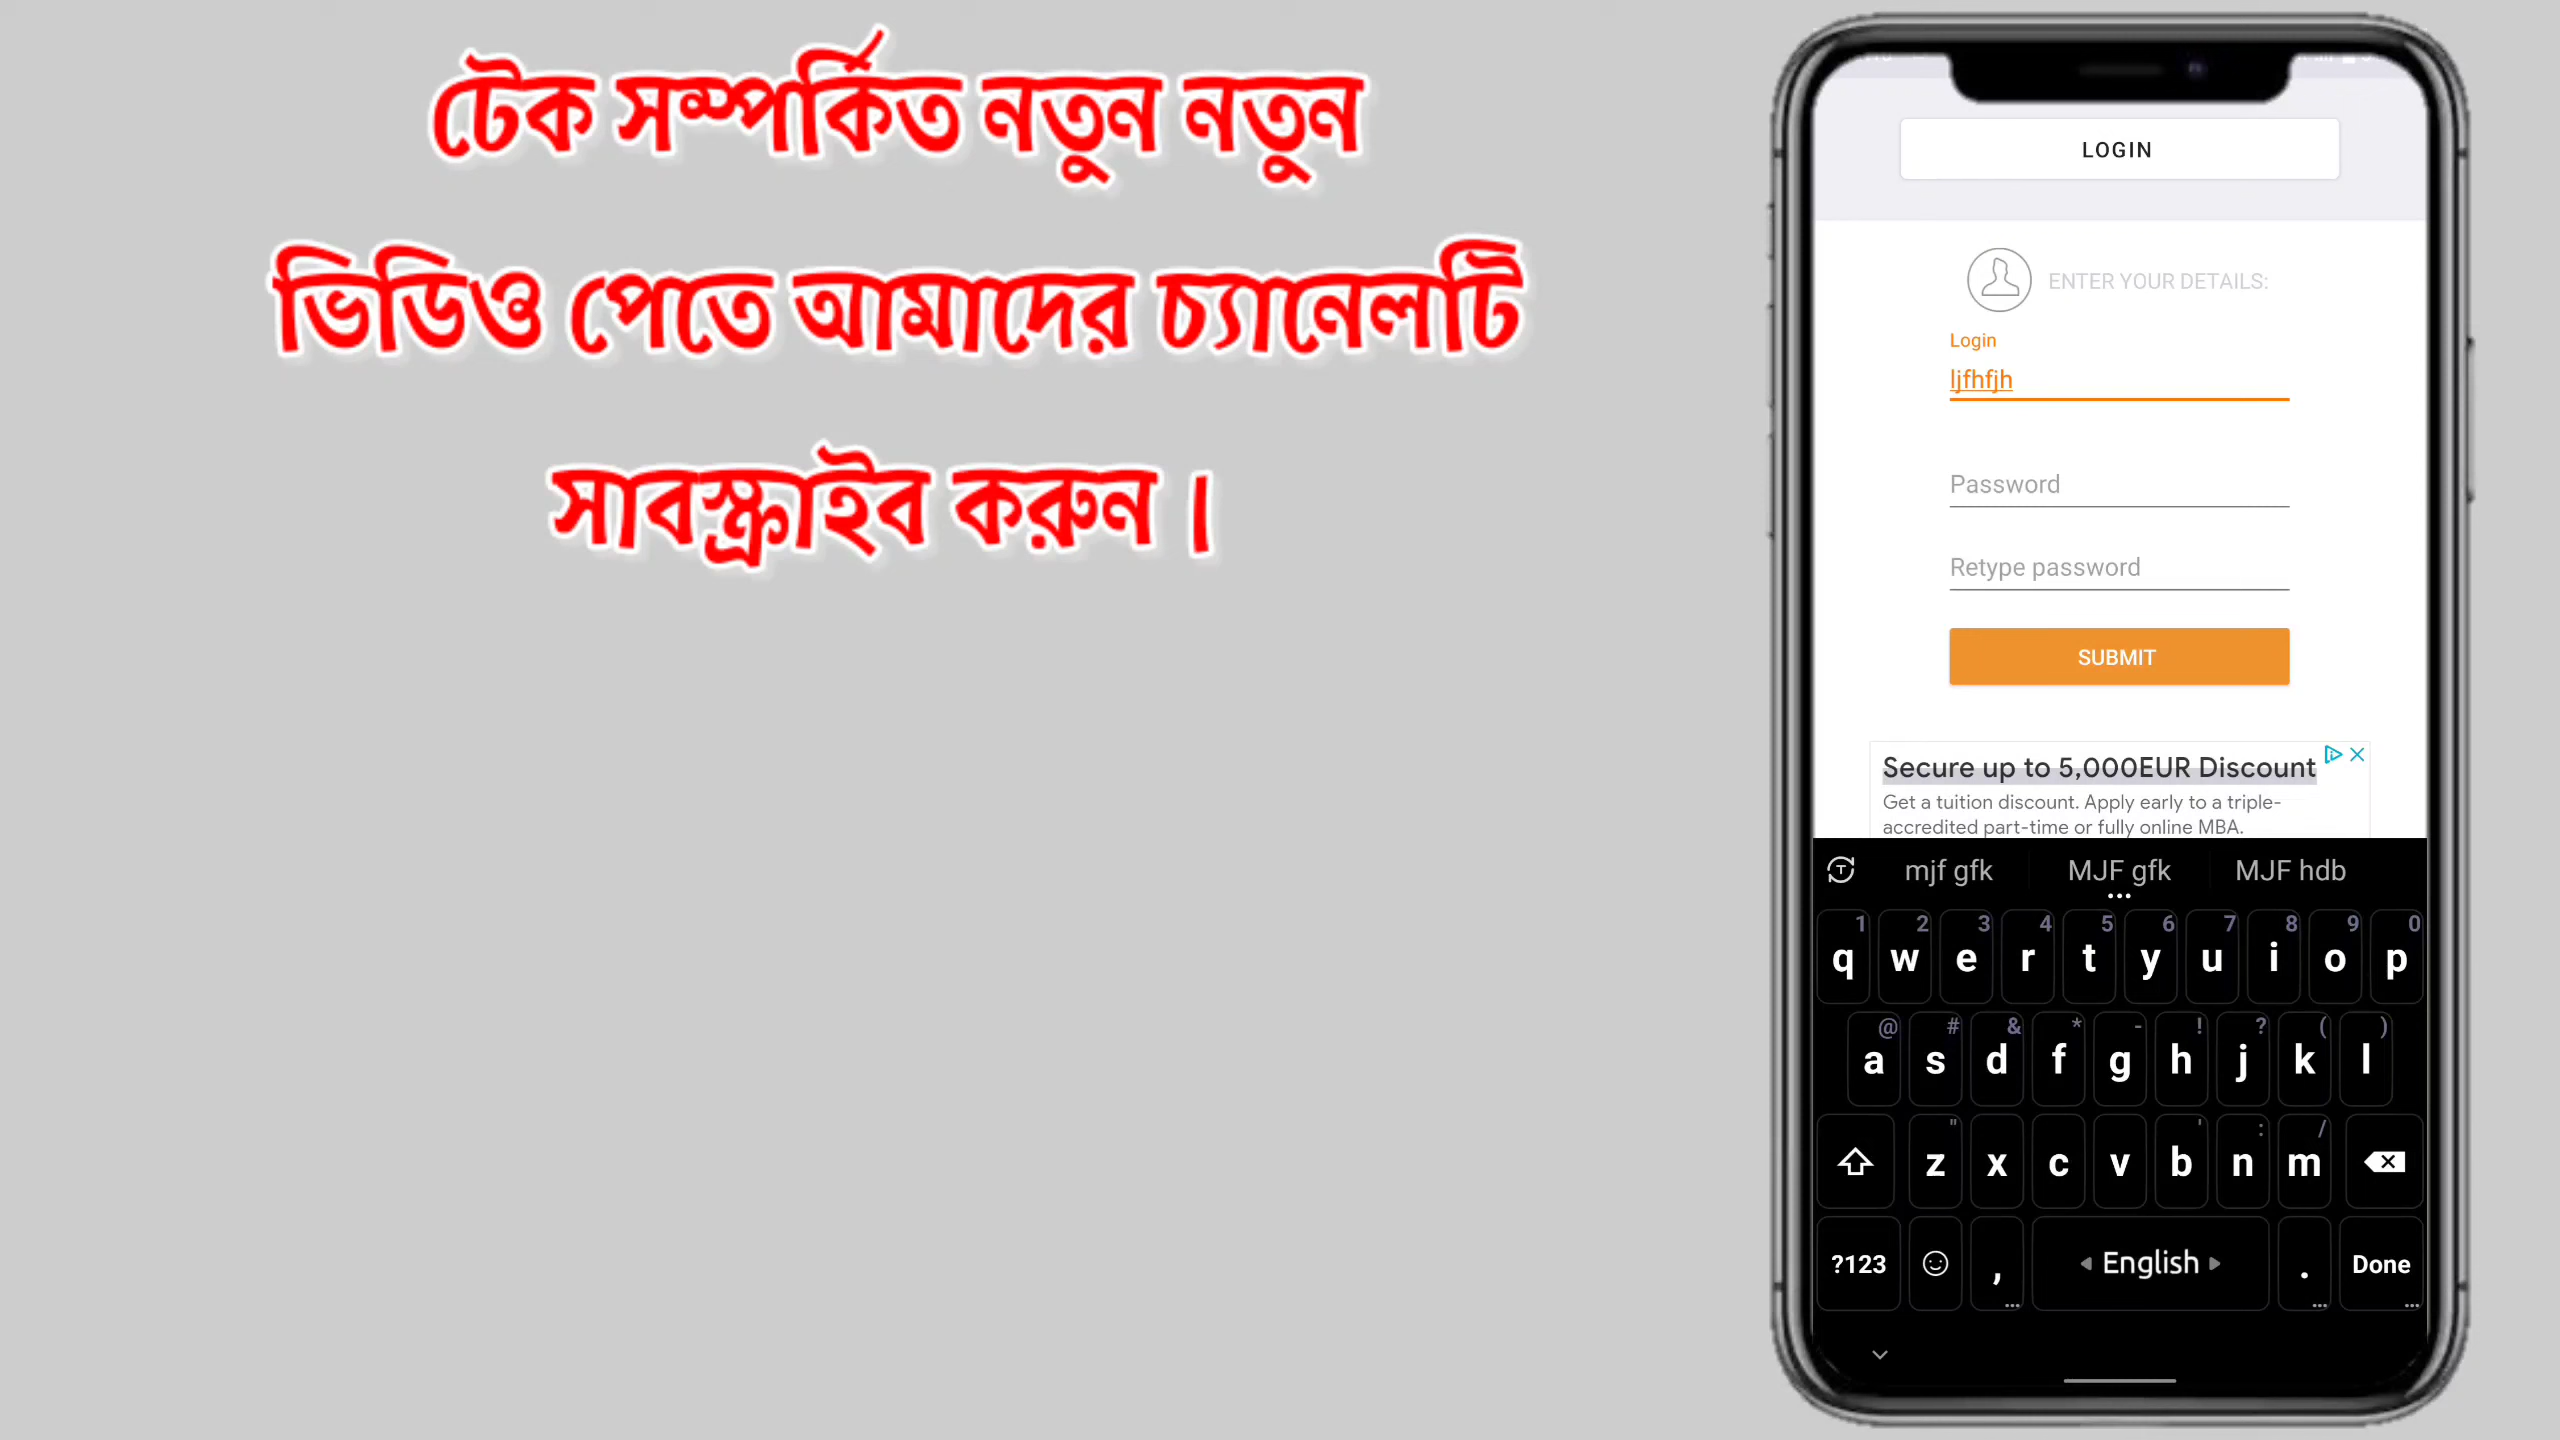 টেক সম্পর্কিত নতুন নতুন
ভিডিও পেতে আমাদের চ্যানেলটি
সাবস্ক্রাইব করুন ।
LOGIN
ENTER YOUR DETAILS:
Login
ljfhfjh
Password
Retype password
SUBMIT
Secure up to 5,000EUR Discount
Get a tuition discount. Apply early to a triple-
accredited part-time or fully online MBA.
mjf gfk MJF gfk MJF hdb
1 2 3 4 5 6 7 8 9 0
q w e r t y u i o p
@ # & * - ! ? ( )
a s d f g h j k l
" ' : /
z x c v b n m
?123 , English . Done